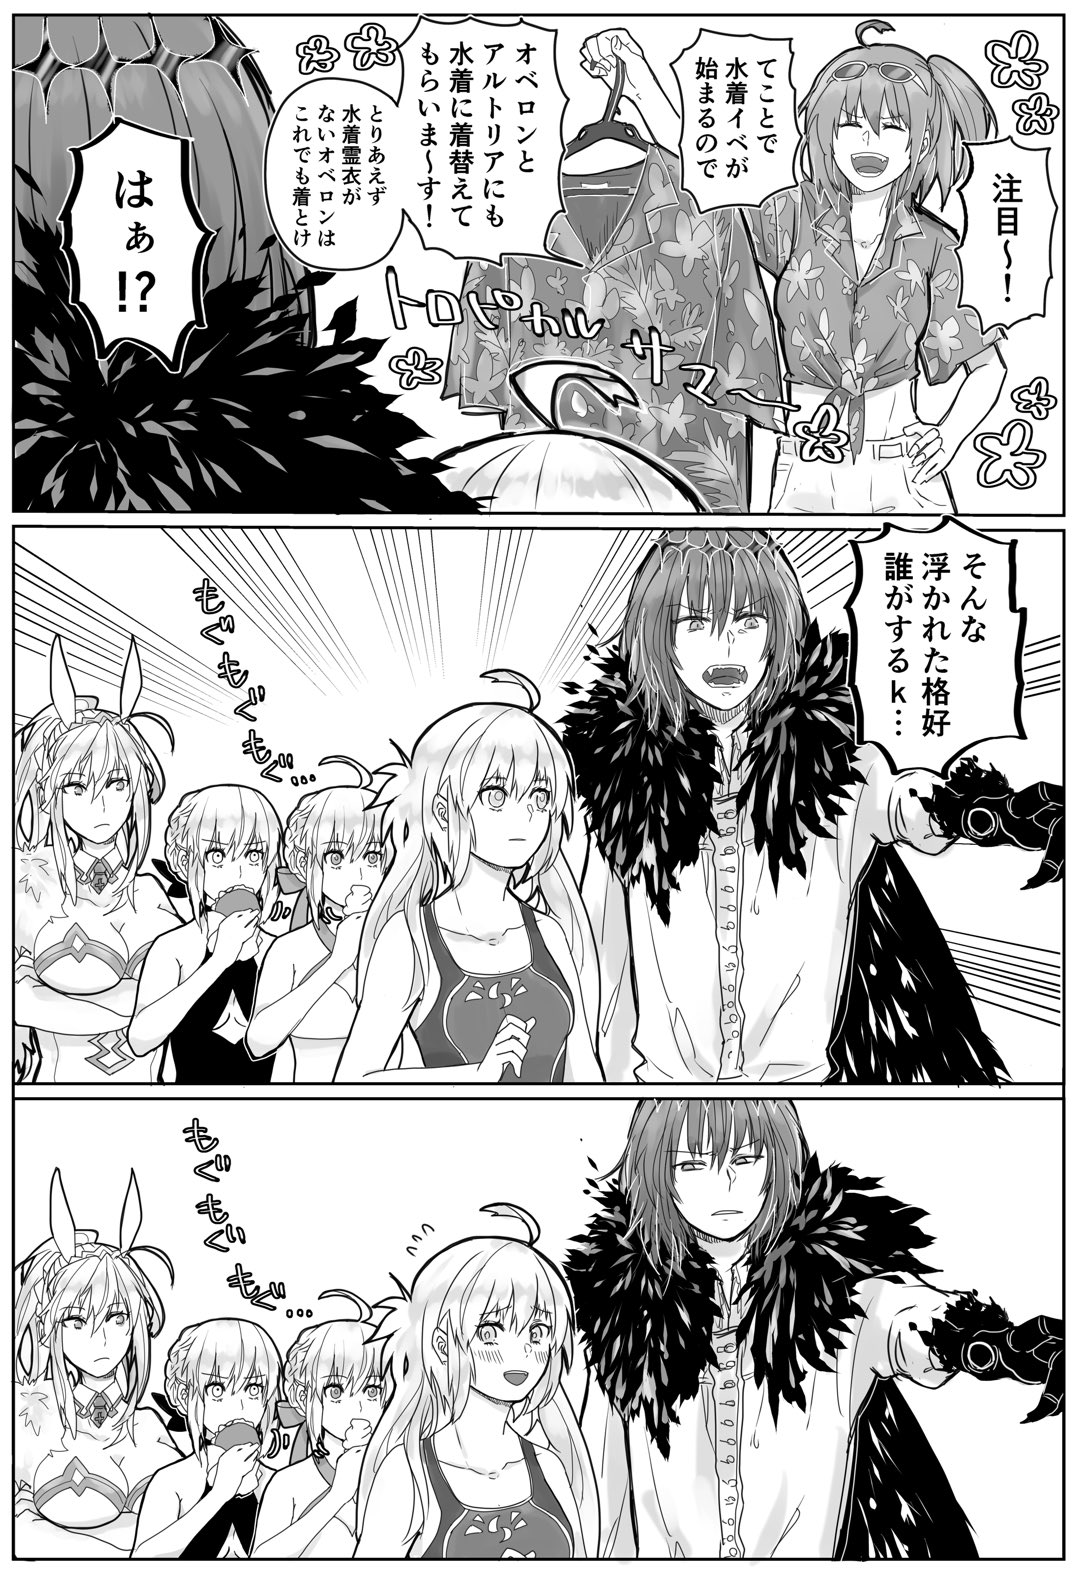 注目〜！
てことで
水着イベが
始まるので
オベロンと
アルトリアにも
水着に着替えて
もらいま〜す！
とりあえず
水着霊衣が
ないオベロンは
これでも着とけ
トロピカル
サマー〜
はぁ!?
そんな
浮かれた格好
誰がするk…
もぐもぐもぐ…
もぐもぐもぐ…